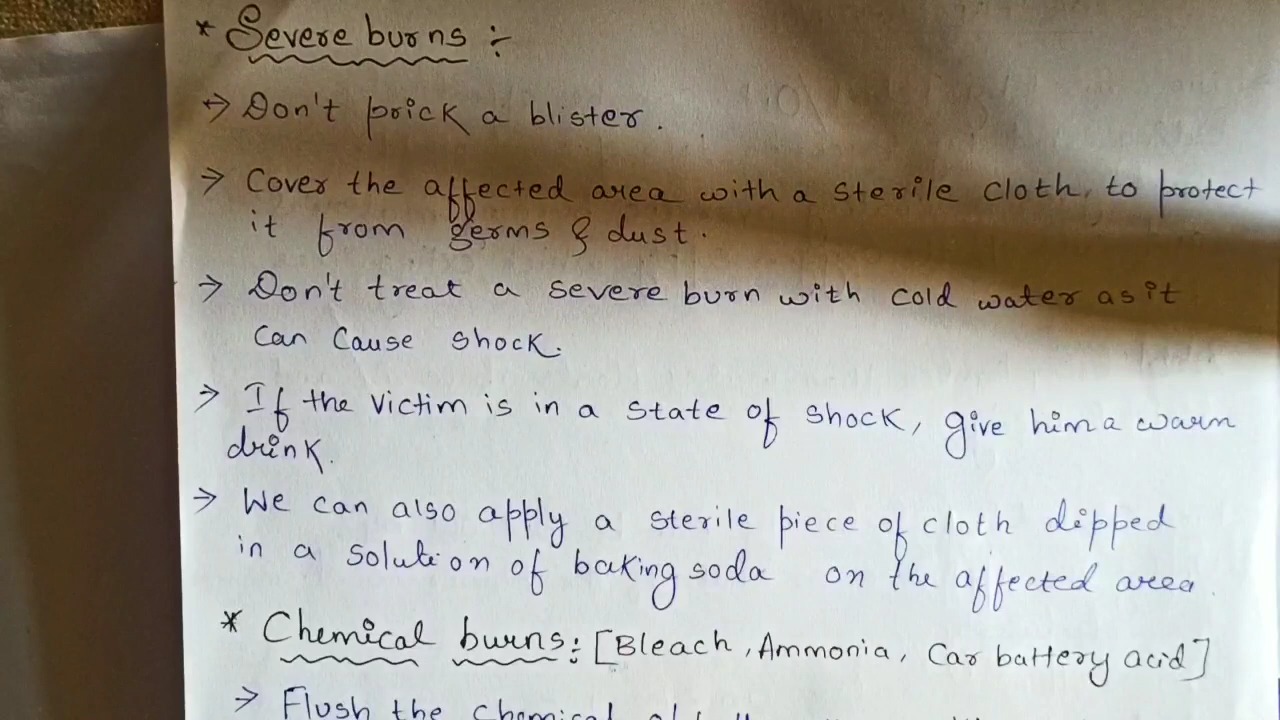 * Severe burns :-
→ Don't prick a blister.
→ Cover the affected area with a sterile cloth, to protect
it from germs & dust.
→ Don't treat a severe burn with cold water as it
can cause shock.
→ If the victim is in a state of shock, give him a warm
drink.
→ We can also apply a sterile piece of cloth dipped
in a solution of baking soda on the affected area.
* Chemical burns: [Bleach, Ammonia, Car battery acid]
→ Flush the chemical